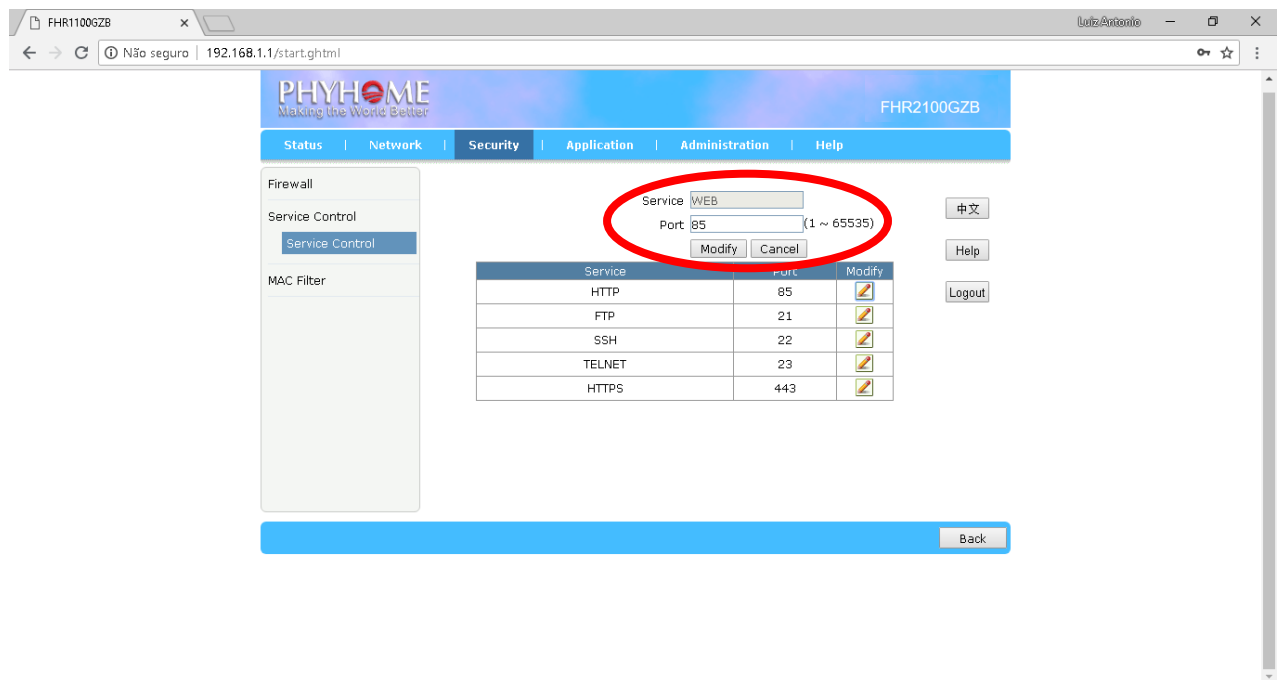 FHR1100GZB
Luiz Antonio
Não seguro | 192.168.1.1/start.ghtml
PHYHOME
Making the World Better
FHR2100GZB
Status | Network | Security | Application | Administration | Help
Firewall
Service Control
Service Control
MAC Filter
Service WEB
Port 85 (1 ~ 65535)
Modify Cancel
Service Port Modify
HTTP 85
FTP 21
SSH 22
TELNET 23
HTTPS 443
中文
Help
Logout
Back